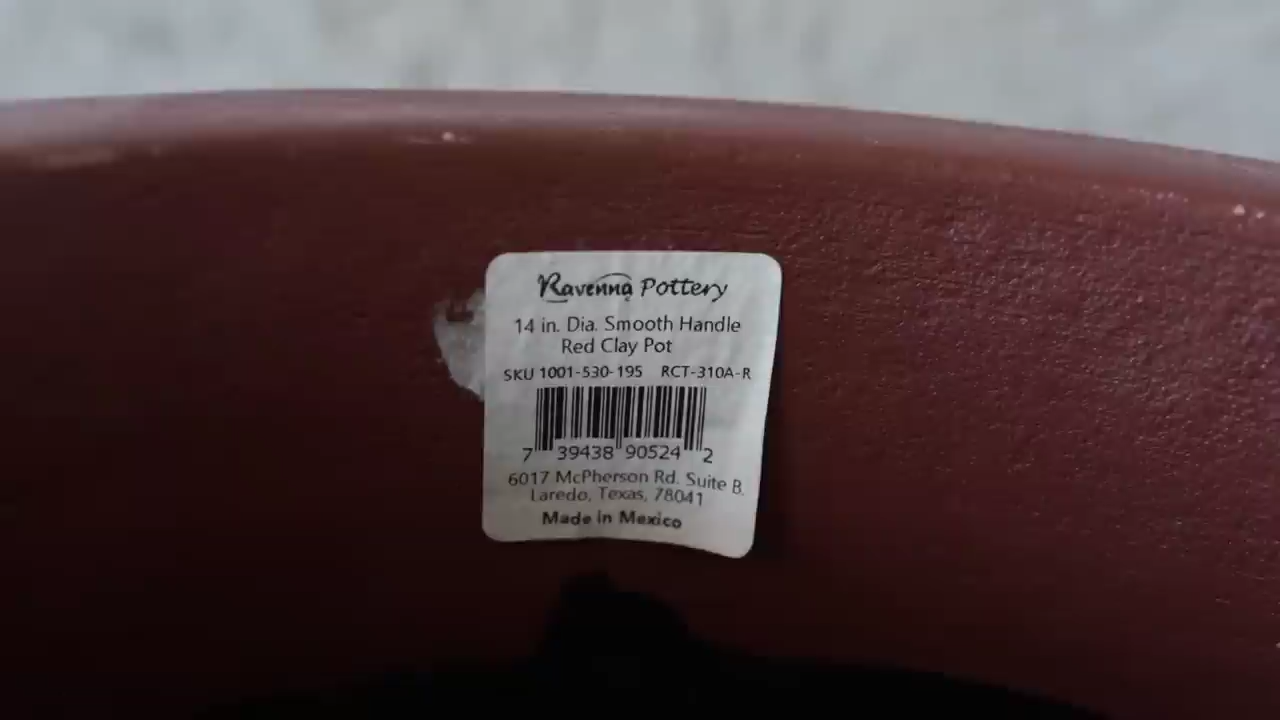 Ravenna Pottery
14 in. Dia. Smooth Handle
Red Clay Pot
SKU 1001-530-195 RCT-310A-R
7 39438 90524 2
6017 McPherson Rd. Suite B.
Laredo, Texas, 78041
Made in Mexico